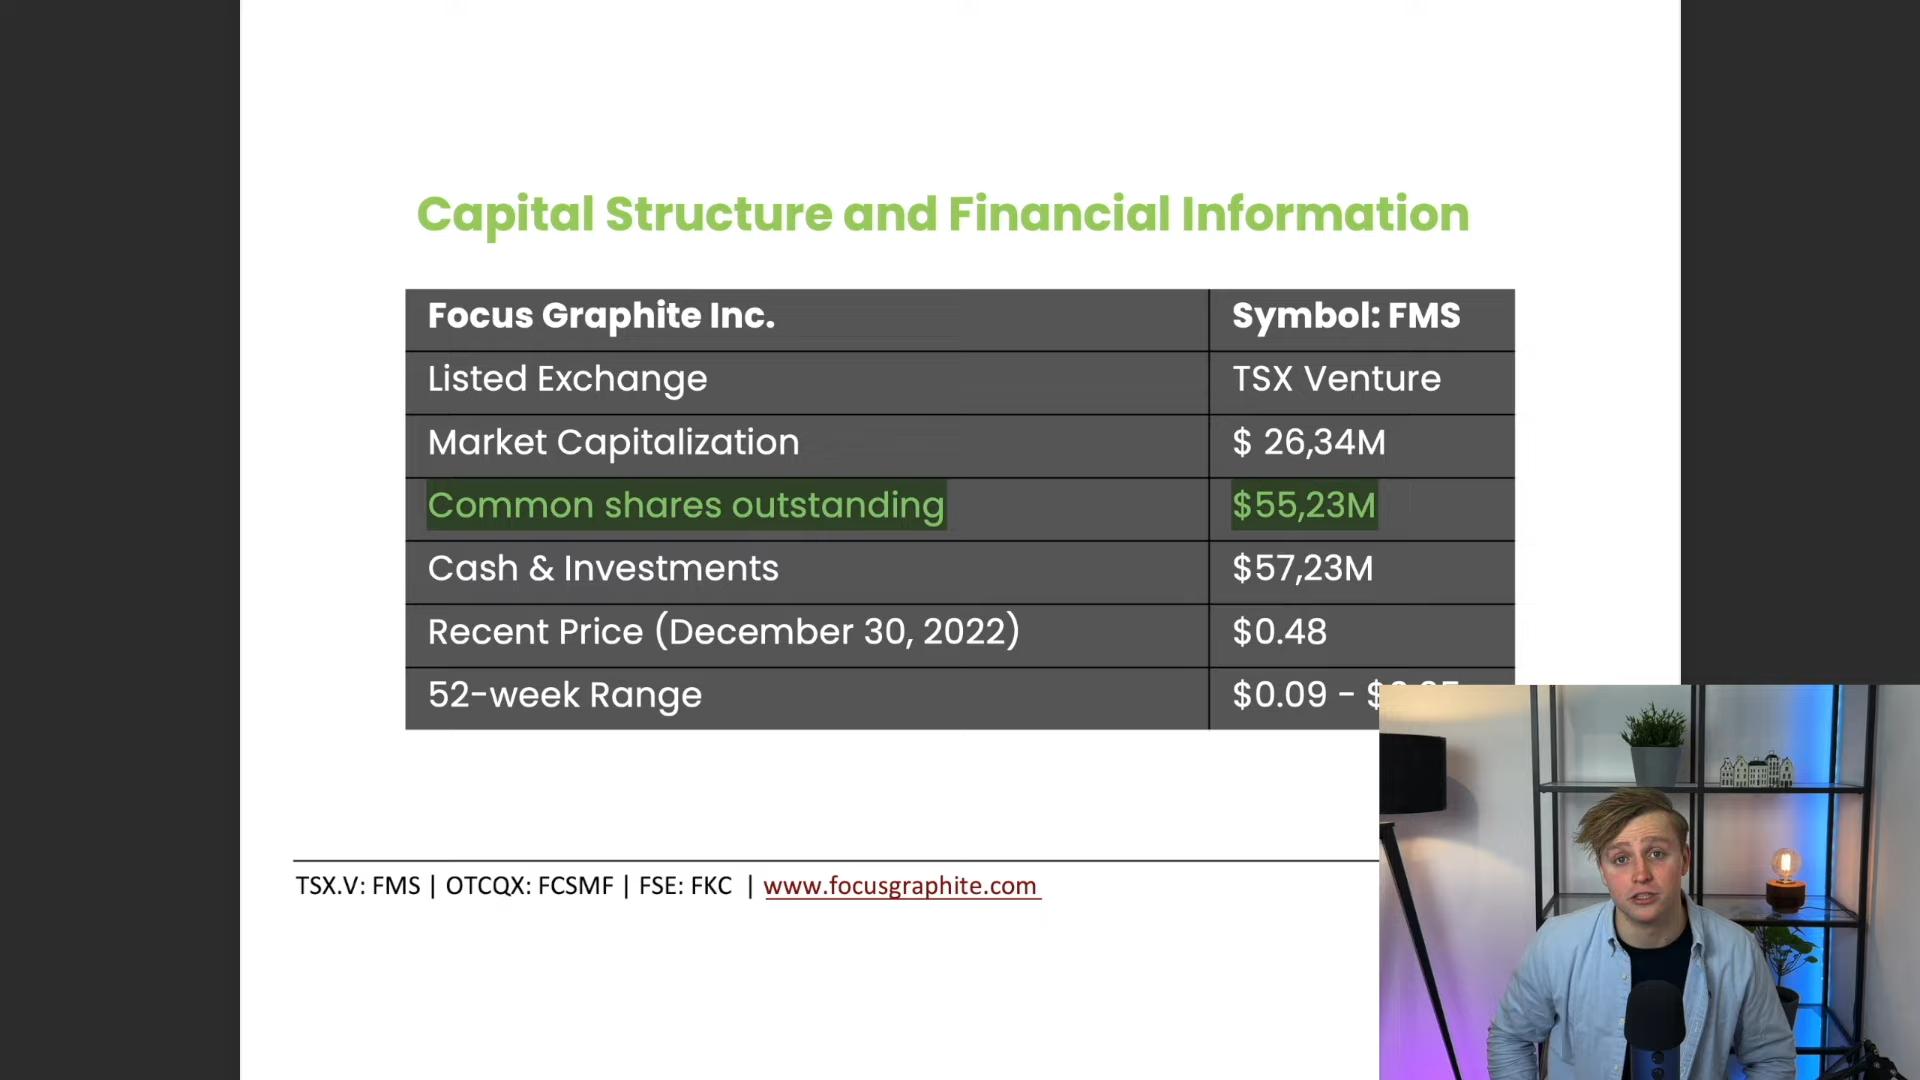 Capital Structure and Financial Information
Focus Graphite Inc. Symbol: FMS
Listed Exchange TSX Venture
Market Capitalization $ 26,34M
Common shares outstanding $55,23M
Cash & Investments $57,23M
Recent Price (December 30, 2022) $0.48
52-week Range $0.09 -
TSX.V: FMS | OTCQX: FCSMF | FSE: FKC | www.focusgraphite.com